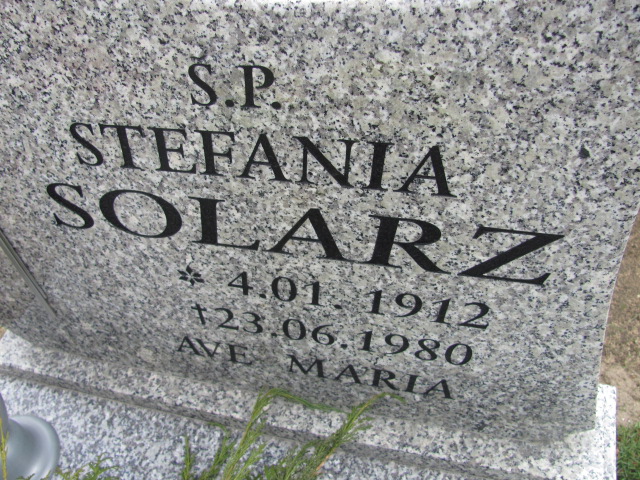 S.P.
STEFANIA
SOLARZ
* 4.01.1912
†23.06.1980
AVE MARIA